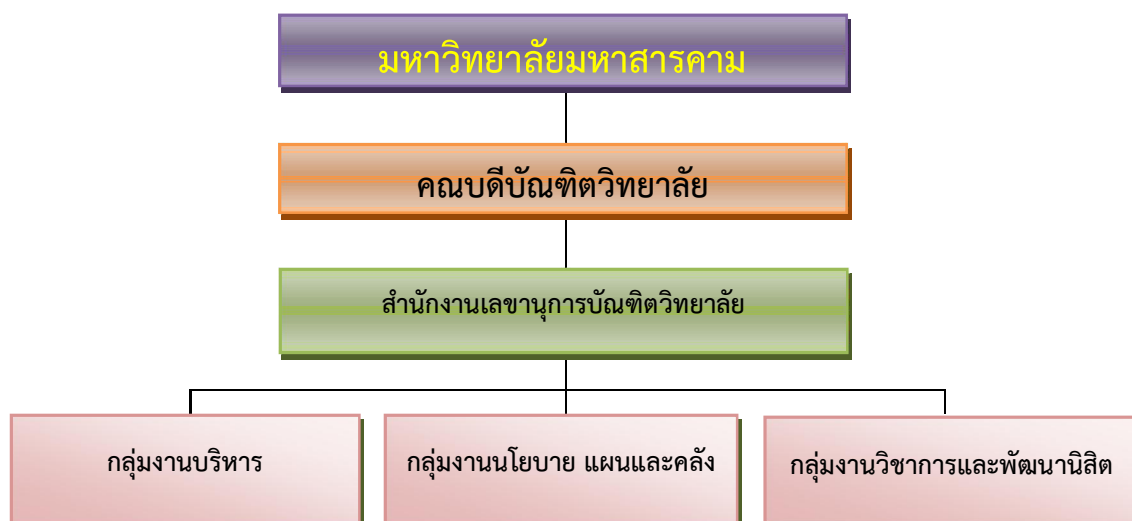 มหาวิทยาลัยมหาสารคาม
คณบดีบัณฑิตวิทยาลัย
สำนักงานเลขานุการบัณฑิตวิทยาลัย
กลุ่มงานบริหาร
กลุ่มงานนโยบาย แผนและคลัง
กลุ่มงานวิชาการและพัฒนานิสิต